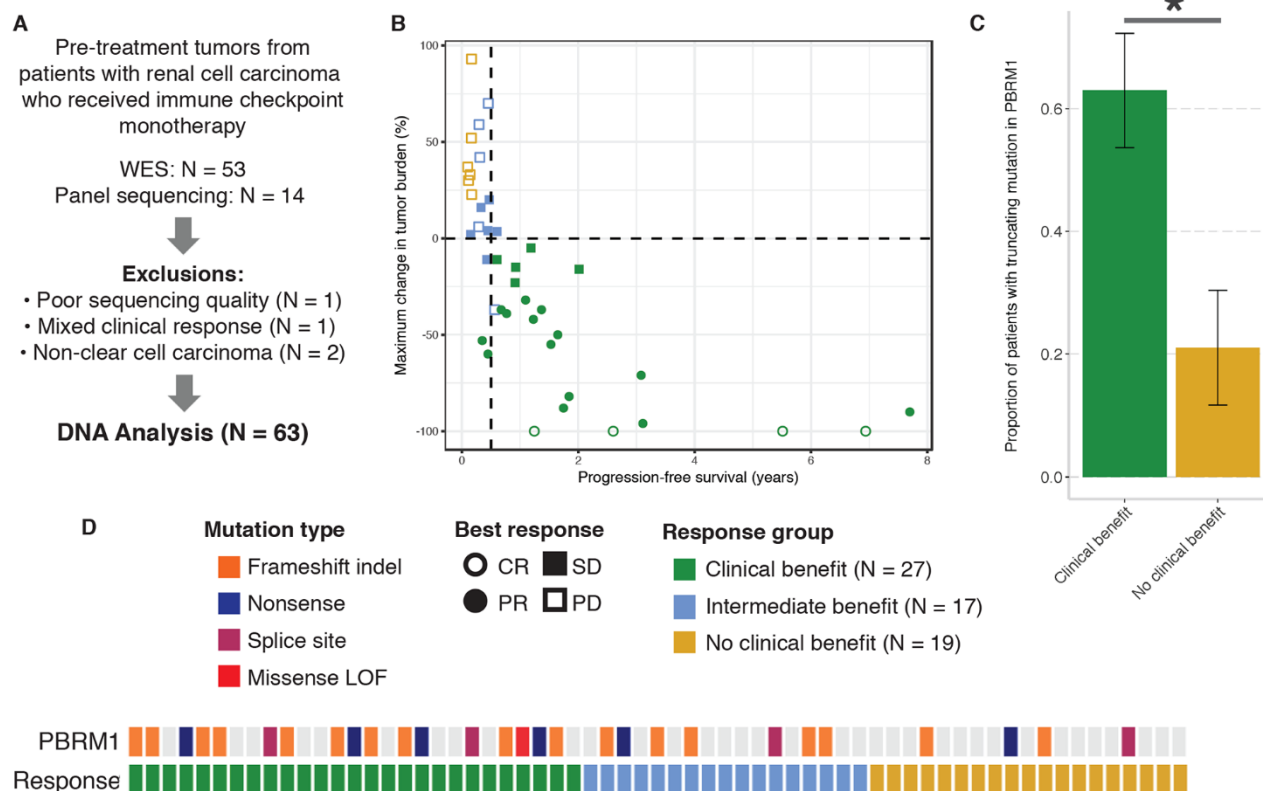 A
Pre-treatment tumors from
patients with renal cell carcinoma
who received immune checkpoint
monotherapy
WES: N = 53
Panel sequencing: N = 14
Exclusions:
• Poor sequencing quality (N = 1)
• Mixed clinical response (N = 1)
• Non-clear cell carcinoma (N = 2)
DNA Analysis (N = 63)
B
Maximum change in tumor burden (%)
100
50
0
-50
-100
0 2 4 6 8
Progression-free survival (years)
C
*
Proportion of patients with truncating mutation in PBRM1
0.6
0.4
0.2
0.0
Clinical benefit
No clinical benefit
D
Mutation type
Frameshift indel
Nonsense
Splice site
Missense LOF
Best response
CR SD
PR PD
Response group
Clinical benefit (N = 27)
Intermediate benefit (N = 17)
No clinical benefit (N = 19)
PBRM1
Response